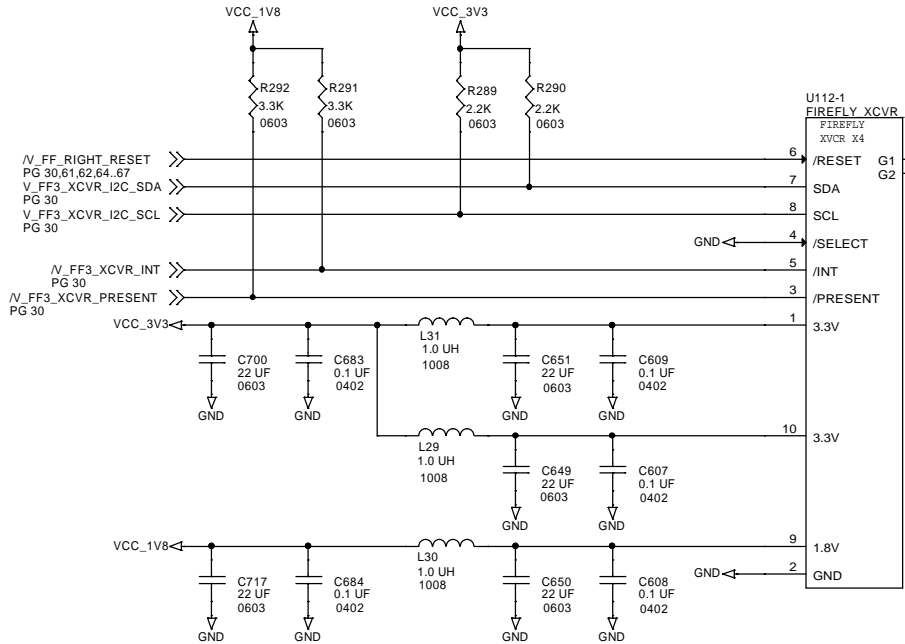 VCC_1V8
VCC_3V3
R292
3.3K
0603
R291
3.3K
0603
R289
2.2K
0603
R290
2.2K
0603
U112-1
FIREFLY_XCVR
FIREFLY
XVCR X4
/V_FF_RIGHT_RESET
PG 30,61,62,64..67
6
/RESET
G1
G2
V_FF3_XCVR_I2C_SDA
PG 30
7
SDA
V_FF3_XCVR_I2C_SCL
PG 30
8
SCL
GND
4
/SELECT
/V_FF3_XCVR_INT
PG 30
5
/INT
/V_FF3_XCVR_PRESENT
PG 30
3
/PRESENT
VCC_3V3
1
3.3V
L31
1.0 UH
1008
C700
22 UF
0603
GND
C683
0.1 UF
0402
GND
C651
22 UF
0603
GND
C609
0.1 UF
0402
GND
10
3.3V
L29
1.0 UH
1008
C649
22 UF
0603
GND
C607
0.1 UF
0402
GND
VCC_1V8
9
1.8V
L30
1.0 UH
1008
GND
2
GND
C717
22 UF
0603
GND
C684
0.1 UF
0402
GND
C650
22 UF
0603
GND
C608
0.1 UF
0402
GND